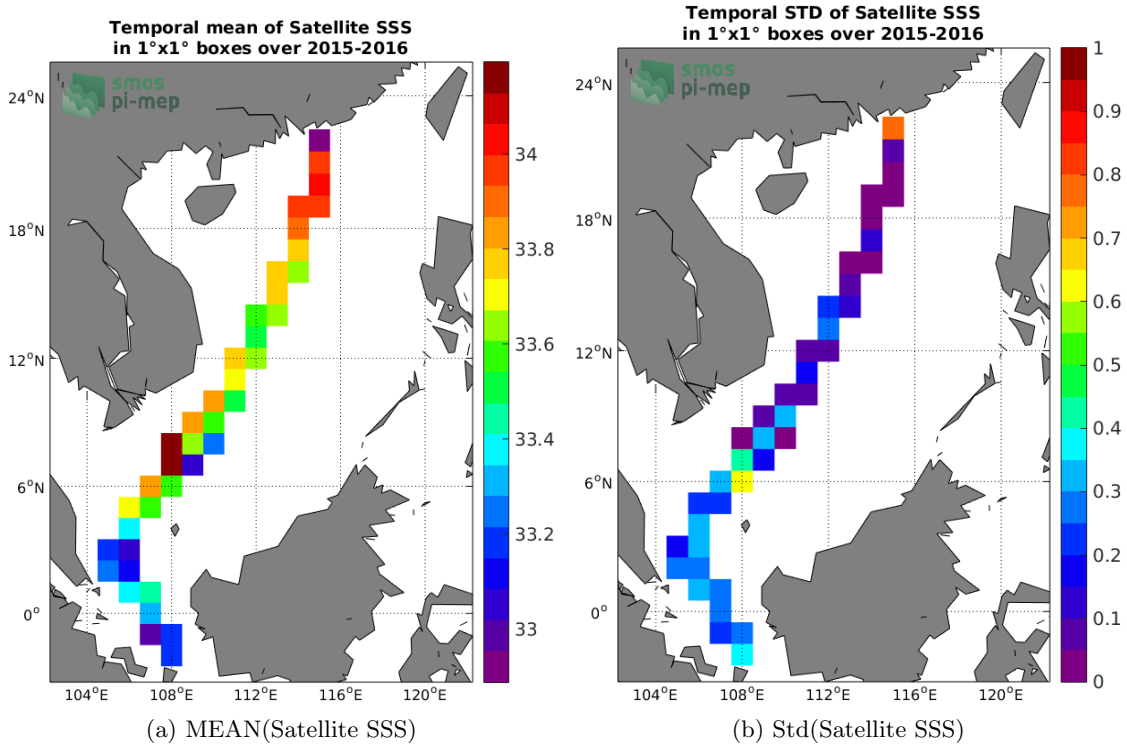 Temporal mean of Satellite SSS
in 1°x1° boxes over 2015-2016
smos
pi-mep
24°N
18°N
12°N
6°N
0°
104°E
108°E
112°E
116°E
120°E
34
33.8
33.6
33.4
33.2
33
(a) MEAN(Satellite SSS)
Temporal STD of Satellite SSS
in 1°x1° boxes over 2015-2016
smos
pi-mep
24°N
18°N
12°N
6°N
0°
104°E
108°E
112°E
116°E
120°E
1
0.9
0.8
0.7
0.6
0.5
0.4
0.3
0.2
0.1
0
(b) Std(Satellite SSS)